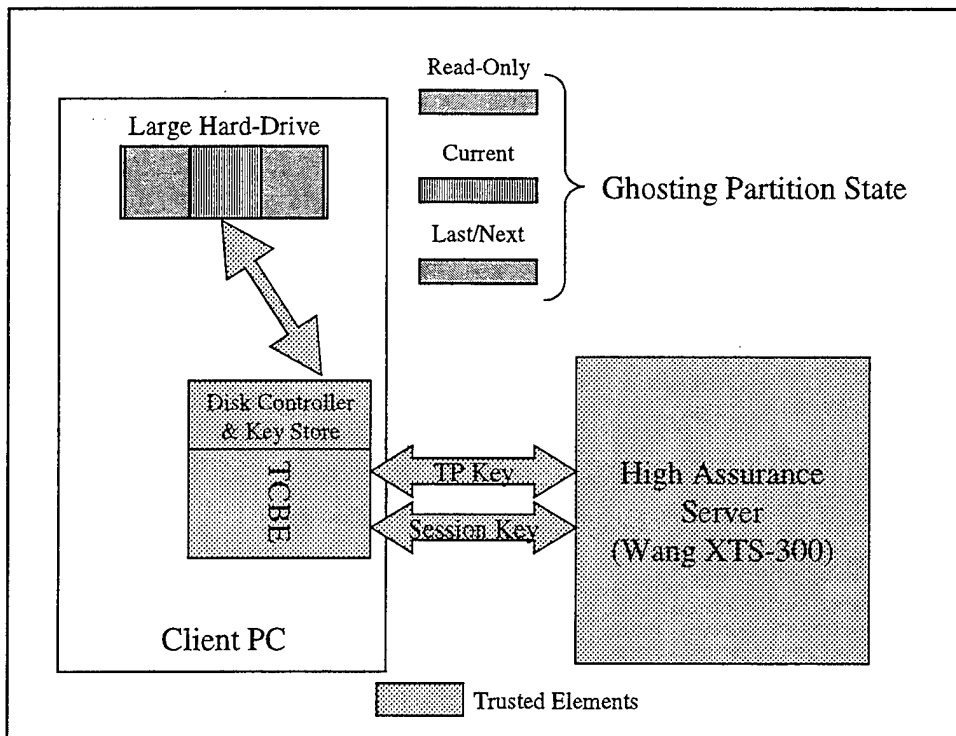 Read-Only
Large Hard-Drive
Current
Ghosting Partition State
Last/Next
Disk Controller
& Key Store
TCBE
TP Key
Session Key
High Assurance
Server
(Wang XTS-300)
Client PC
Trusted Elements